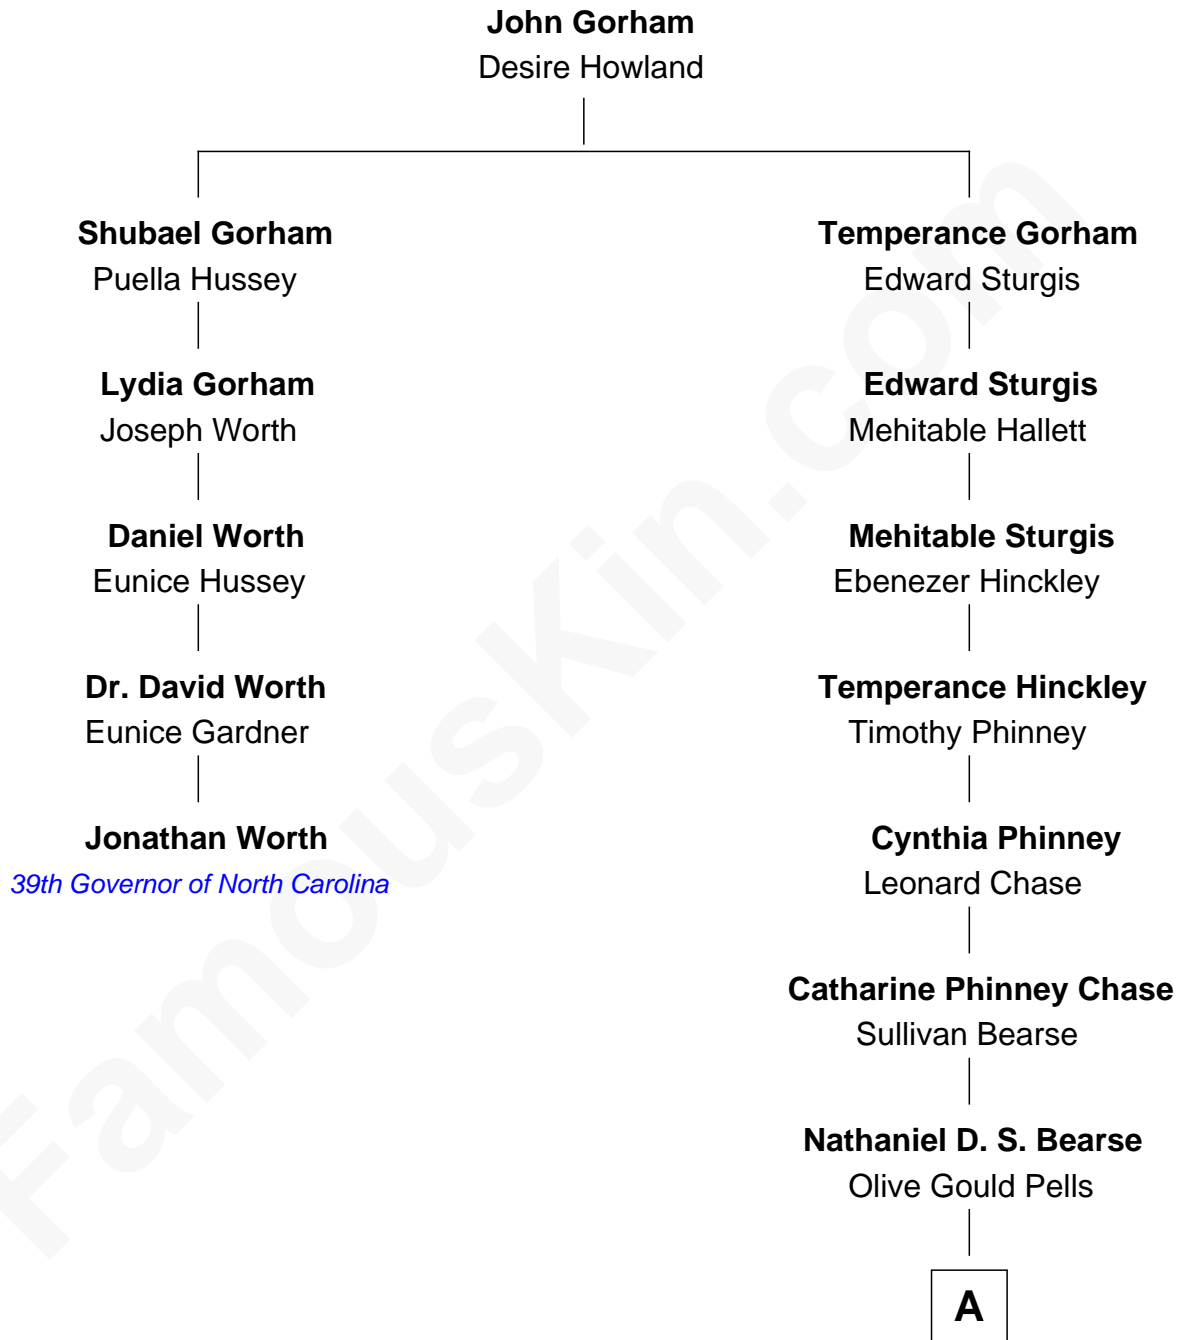 John Gorham
Desire Howland
Shubael Gorham
Puella Hussey
Temperance Gorham
Edward Sturgis
Lydia Gorham
Joseph Worth
Edward Sturgis
Mehitable Hallett
Daniel Worth
Eunice Hussey
Mehitable Sturgis
Ebenezer Hinckley
Dr. David Worth
Eunice Gardner
Temperance Hinckley
Timothy Phinney
Jonathan Worth
39th Governor of North Carolina
Cynthia Phinney
Leonard Chase
Catharine Phinney Chase
Sullivan Bearse
Nathaniel D. S. Bearse
Olive Gould Pells
A
FamousKin.com